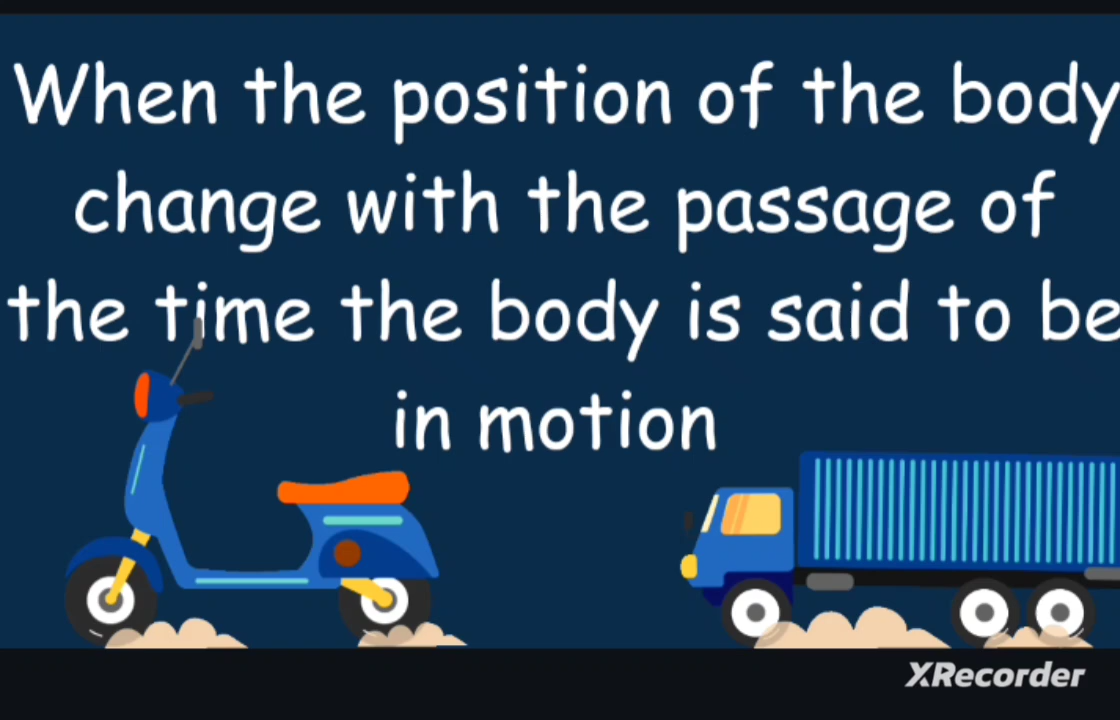 When the position of the body
change with the passage of
the time the body is said to be
in motion
XRecorder